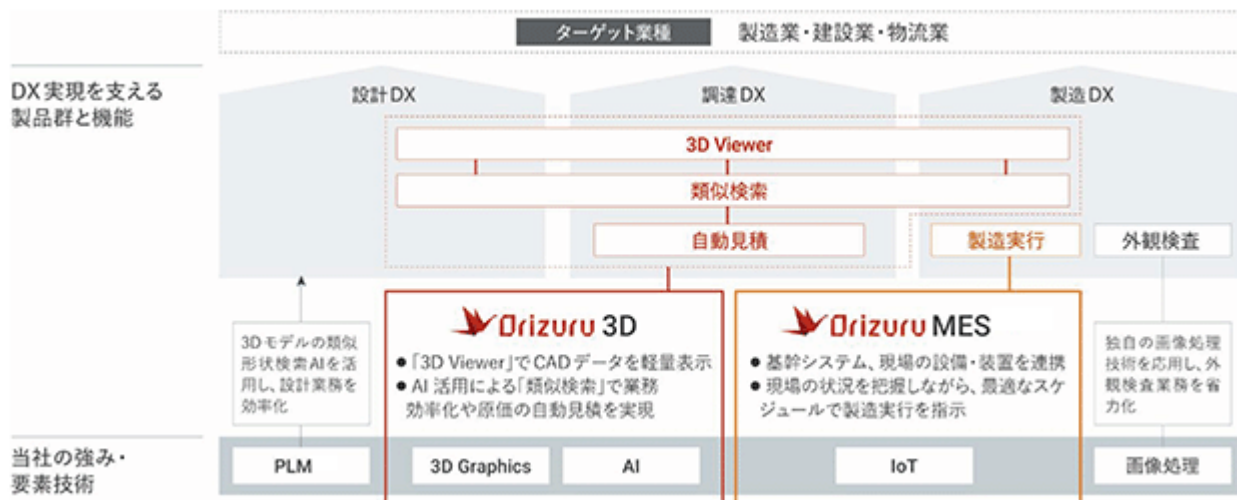 ターゲット業種 製造業・建設業・物流業
DX実現を支える
製品群と機能
設計DX 調達DX 製造DX
3D Viewer
類似検索
自動見積 製造実行 外観検査
3Dモデルの類似
形状検索AIを活
用し、設計業務を
効率化
Orizuru 3D
●「3D Viewer」でCADデータを軽量表示
● AI 活用による「類似検索」で業務
効率化や原価の自動見積を実現
Orizuru MES
● 基幹システム、現場の設備・装置を連携
● 現場の状況を把握しながら、最適なスケ
ジュールで製造実行を指示
独自の画像処理
技術を応用し、外
観検査業務を省
力化
当社の強み・
要素技術
PLM 3D Graphics AI IoT 画像処理